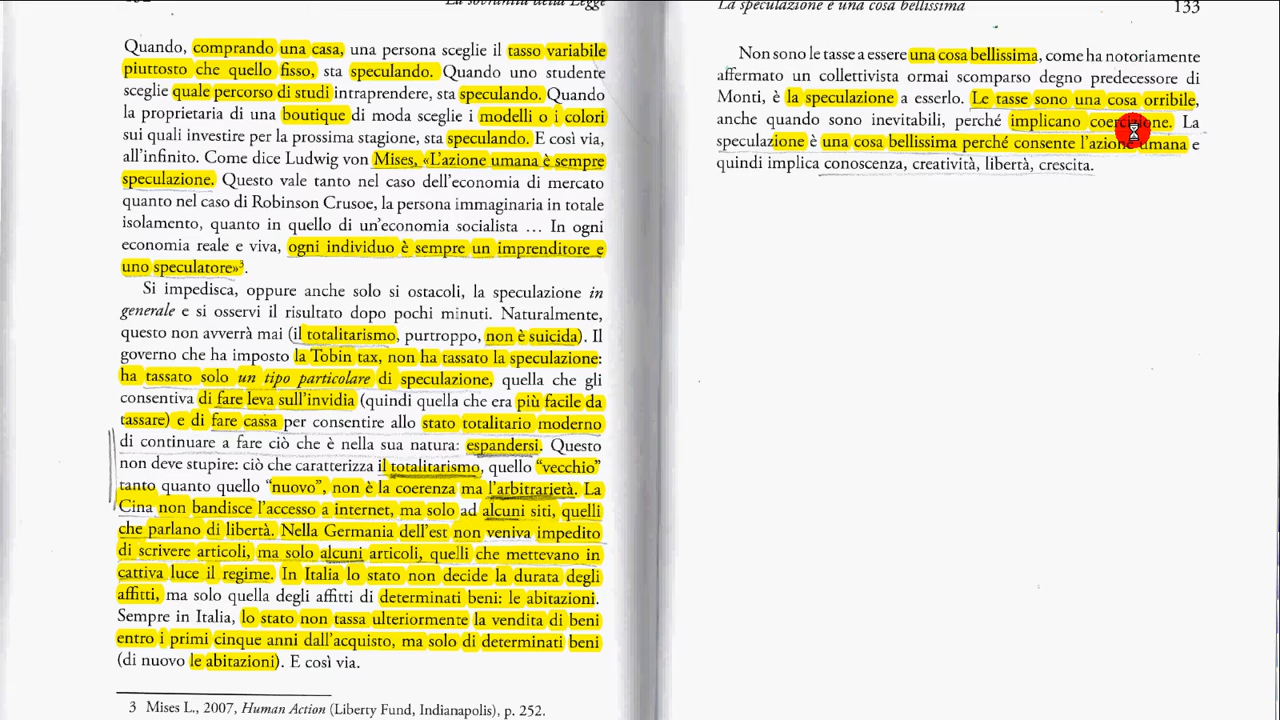 La sovranità della Legge
Quando, comprando una casa, una persona sceglie il tasso variabile
piuttosto che quello fisso, sta speculando. Quando uno studente
sceglie quale percorso di studi intraprendere, sta speculando. Quando
la proprietaria di una boutique di moda sceglie i modelli o i colori
sui quali investire per la prossima stagione, sta speculando. E così via,
all'infinito. Come dice Ludwig von Mises, «L'azione umana è sempre
speculazione. Questo vale tanto nel caso dell'economia di mercato
quanto nel caso di Robinson Crusoe, la persona immaginaria in totale
isolamento, quanto in quello di un'economia socialista … In ogni
economia reale e viva, ogni individuo è sempre un imprenditore e
uno speculatore»³.
Si impedisca, oppure anche solo si ostacoli, la speculazione in
generale e si osservi il risultato dopo pochi minuti. Naturalmente,
questo non avverrà mai (il totalitarismo, purtroppo, non è suicida). Il
governo che ha imposto la Tobin tax, non ha tassato la speculazione:
ha tassato solo un tipo particolare di speculazione, quella che gli
consentiva di fare leva sull'invidia (quindi quella che era più facile da
tassare) e di fare cassa per consentire allo stato totalitario moderno
di continuare a fare ciò che è nella sua natura: espandersi. Questo
non deve stupire: ciò che caratterizza il totalitarismo, quello “vecchio”
tanto quanto quello “nuovo”, non è la coerenza ma l'arbitrarietà. La
Cina non bandisce l'accesso a internet, ma solo ad alcuni siti, quelli
che parlano di libertà. Nella Germania dell'est non veniva impedito
di scrivere articoli, ma solo alcuni articoli, quelli che mettevano in
cattiva luce il regime. In Italia lo stato non decide la durata degli
affitti, ma solo quella degli affitti di determinati beni: le abitazioni.
Sempre in Italia, lo stato non tassa ulteriormente la vendita di beni
entro i primi cinque anni dall'acquisto, ma solo di determinati beni
(di nuovo le abitazioni). E così via.
3 Mises L., 2007, Human Action (Liberty Fund, Indianapolis), p. 252.
La speculazione è una cosa bellissima 133
Non sono le tasse a essere una cosa bellissima, come ha notoriamente
affermato un collettivista ormai scomparso degno predecessore di
Monti, è la speculazione a esserlo. Le tasse sono una cosa orribile,
anche quando sono inevitabili, perché implicano coercizione. La
speculazione è una cosa bellissima perché consente l'azione umana e
quindi implica conoscenza, creatività, libertà, crescita.